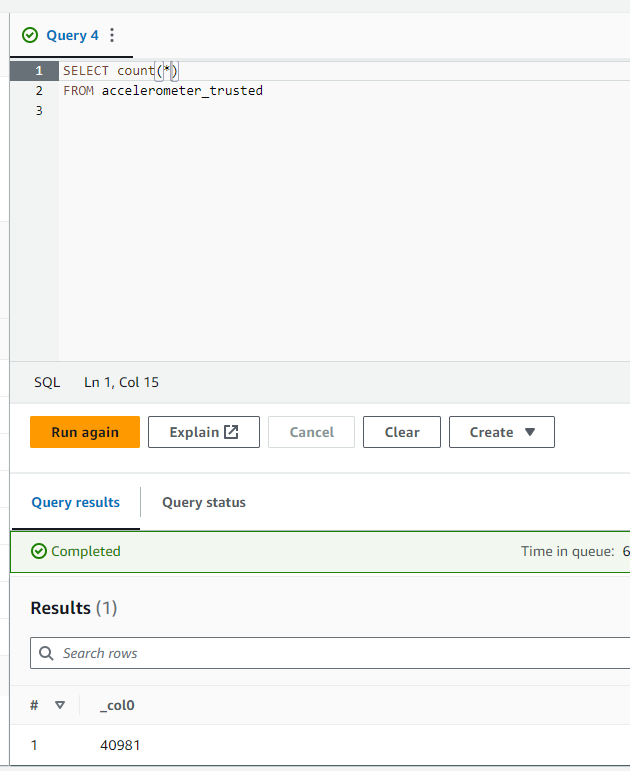 Query 4
1 SELECT count(*)
2 FROM accelerometer_trusted
3
SQL Ln 1, Col 15
Run again Explain Cancel Clear Create
Query results Query status
Completed Time in queue: 6
Results (1)
Search rows
# _col0
1 40981